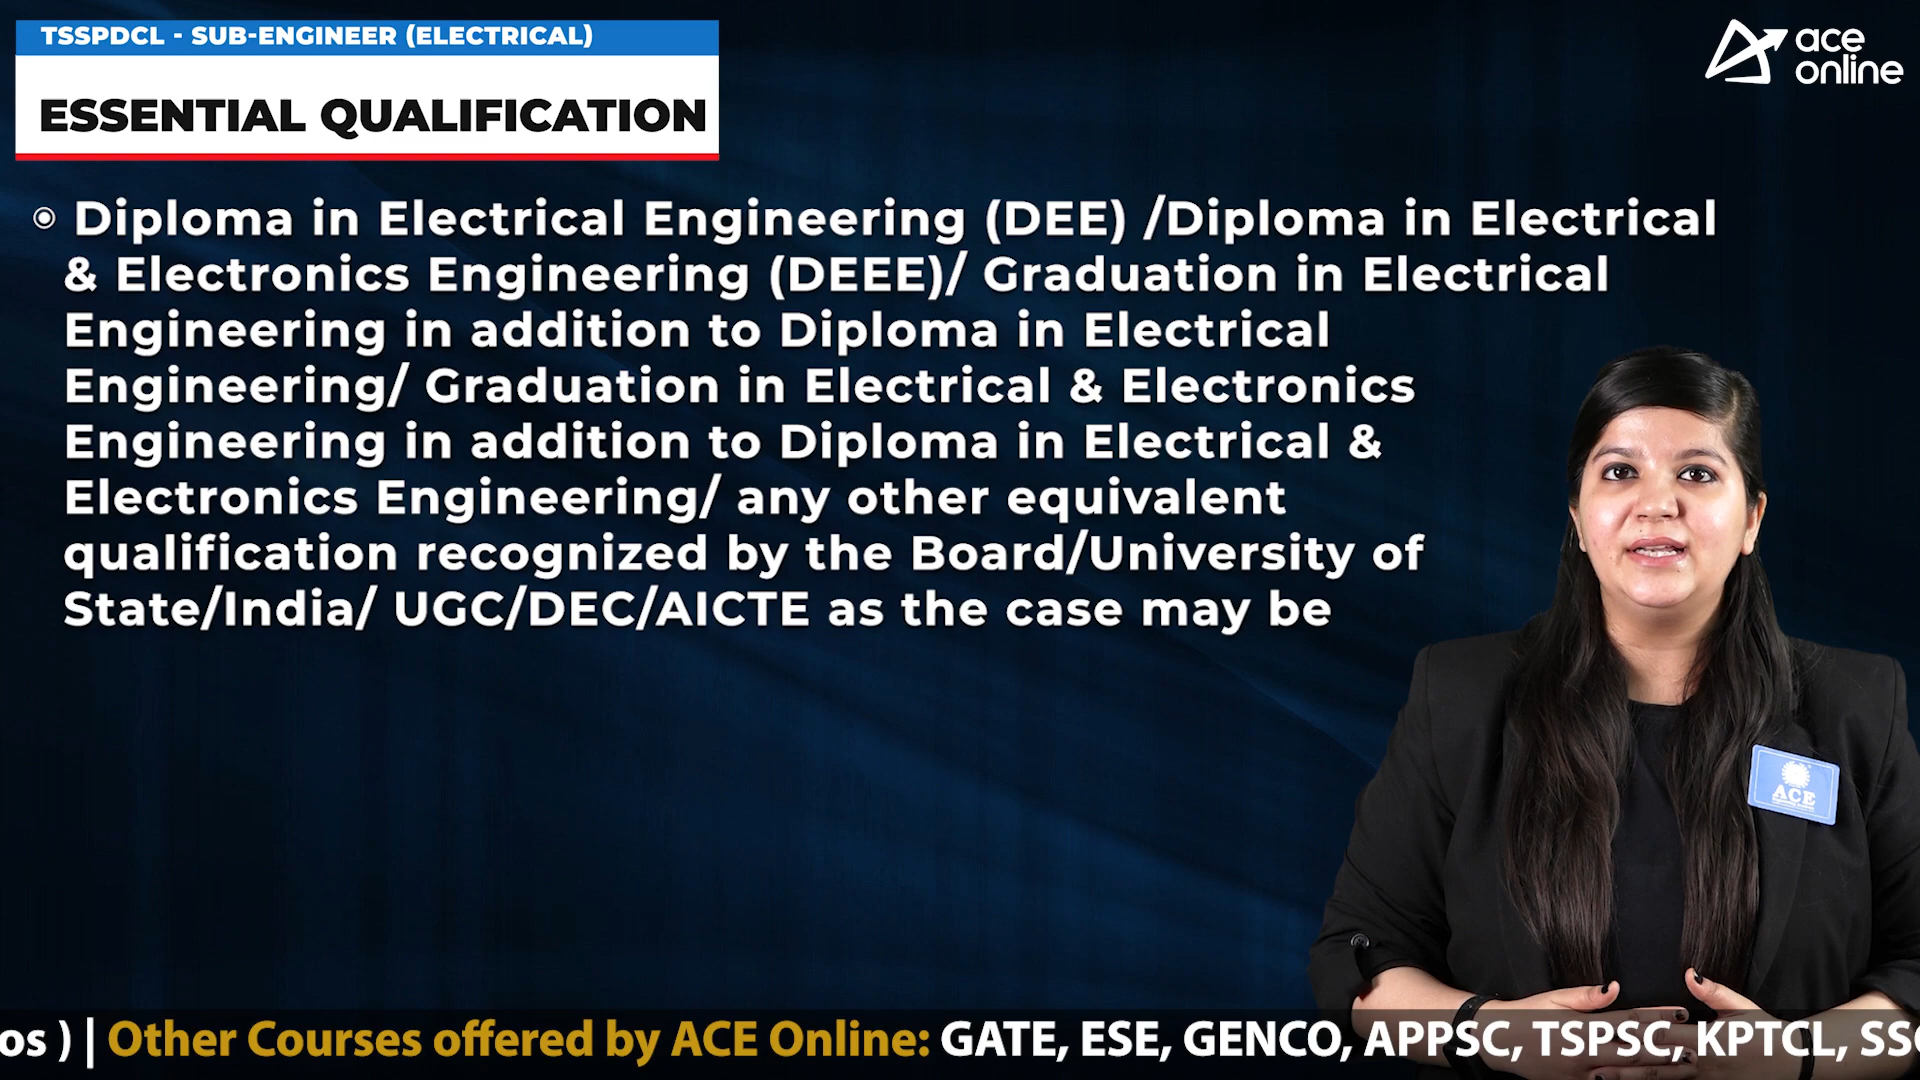 TSSPDCL - SUB-ENGINEER (ELECTRICAL)
ESSENTIAL QUALIFICATION
ace
online
Diploma in Electrical Engineering (DEE) /Diploma in Electrical
& Electronics Engineering (DEEE)/ Graduation in Electrical
Engineering in addition to Diploma in Electrical
Engineering/ Graduation in Electrical & Electronics
Engineering in addition to Diploma in Electrical &
Electronics Engineering/ any other equivalent
qualification recognized by the Board/University of
State/India/ UGC/DEC/AICTE as the case may be
ACE
os ) | Other Courses offered by ACE Online: GATE, ESE, GENCO, APPSC, TSPSC, KPTCL,